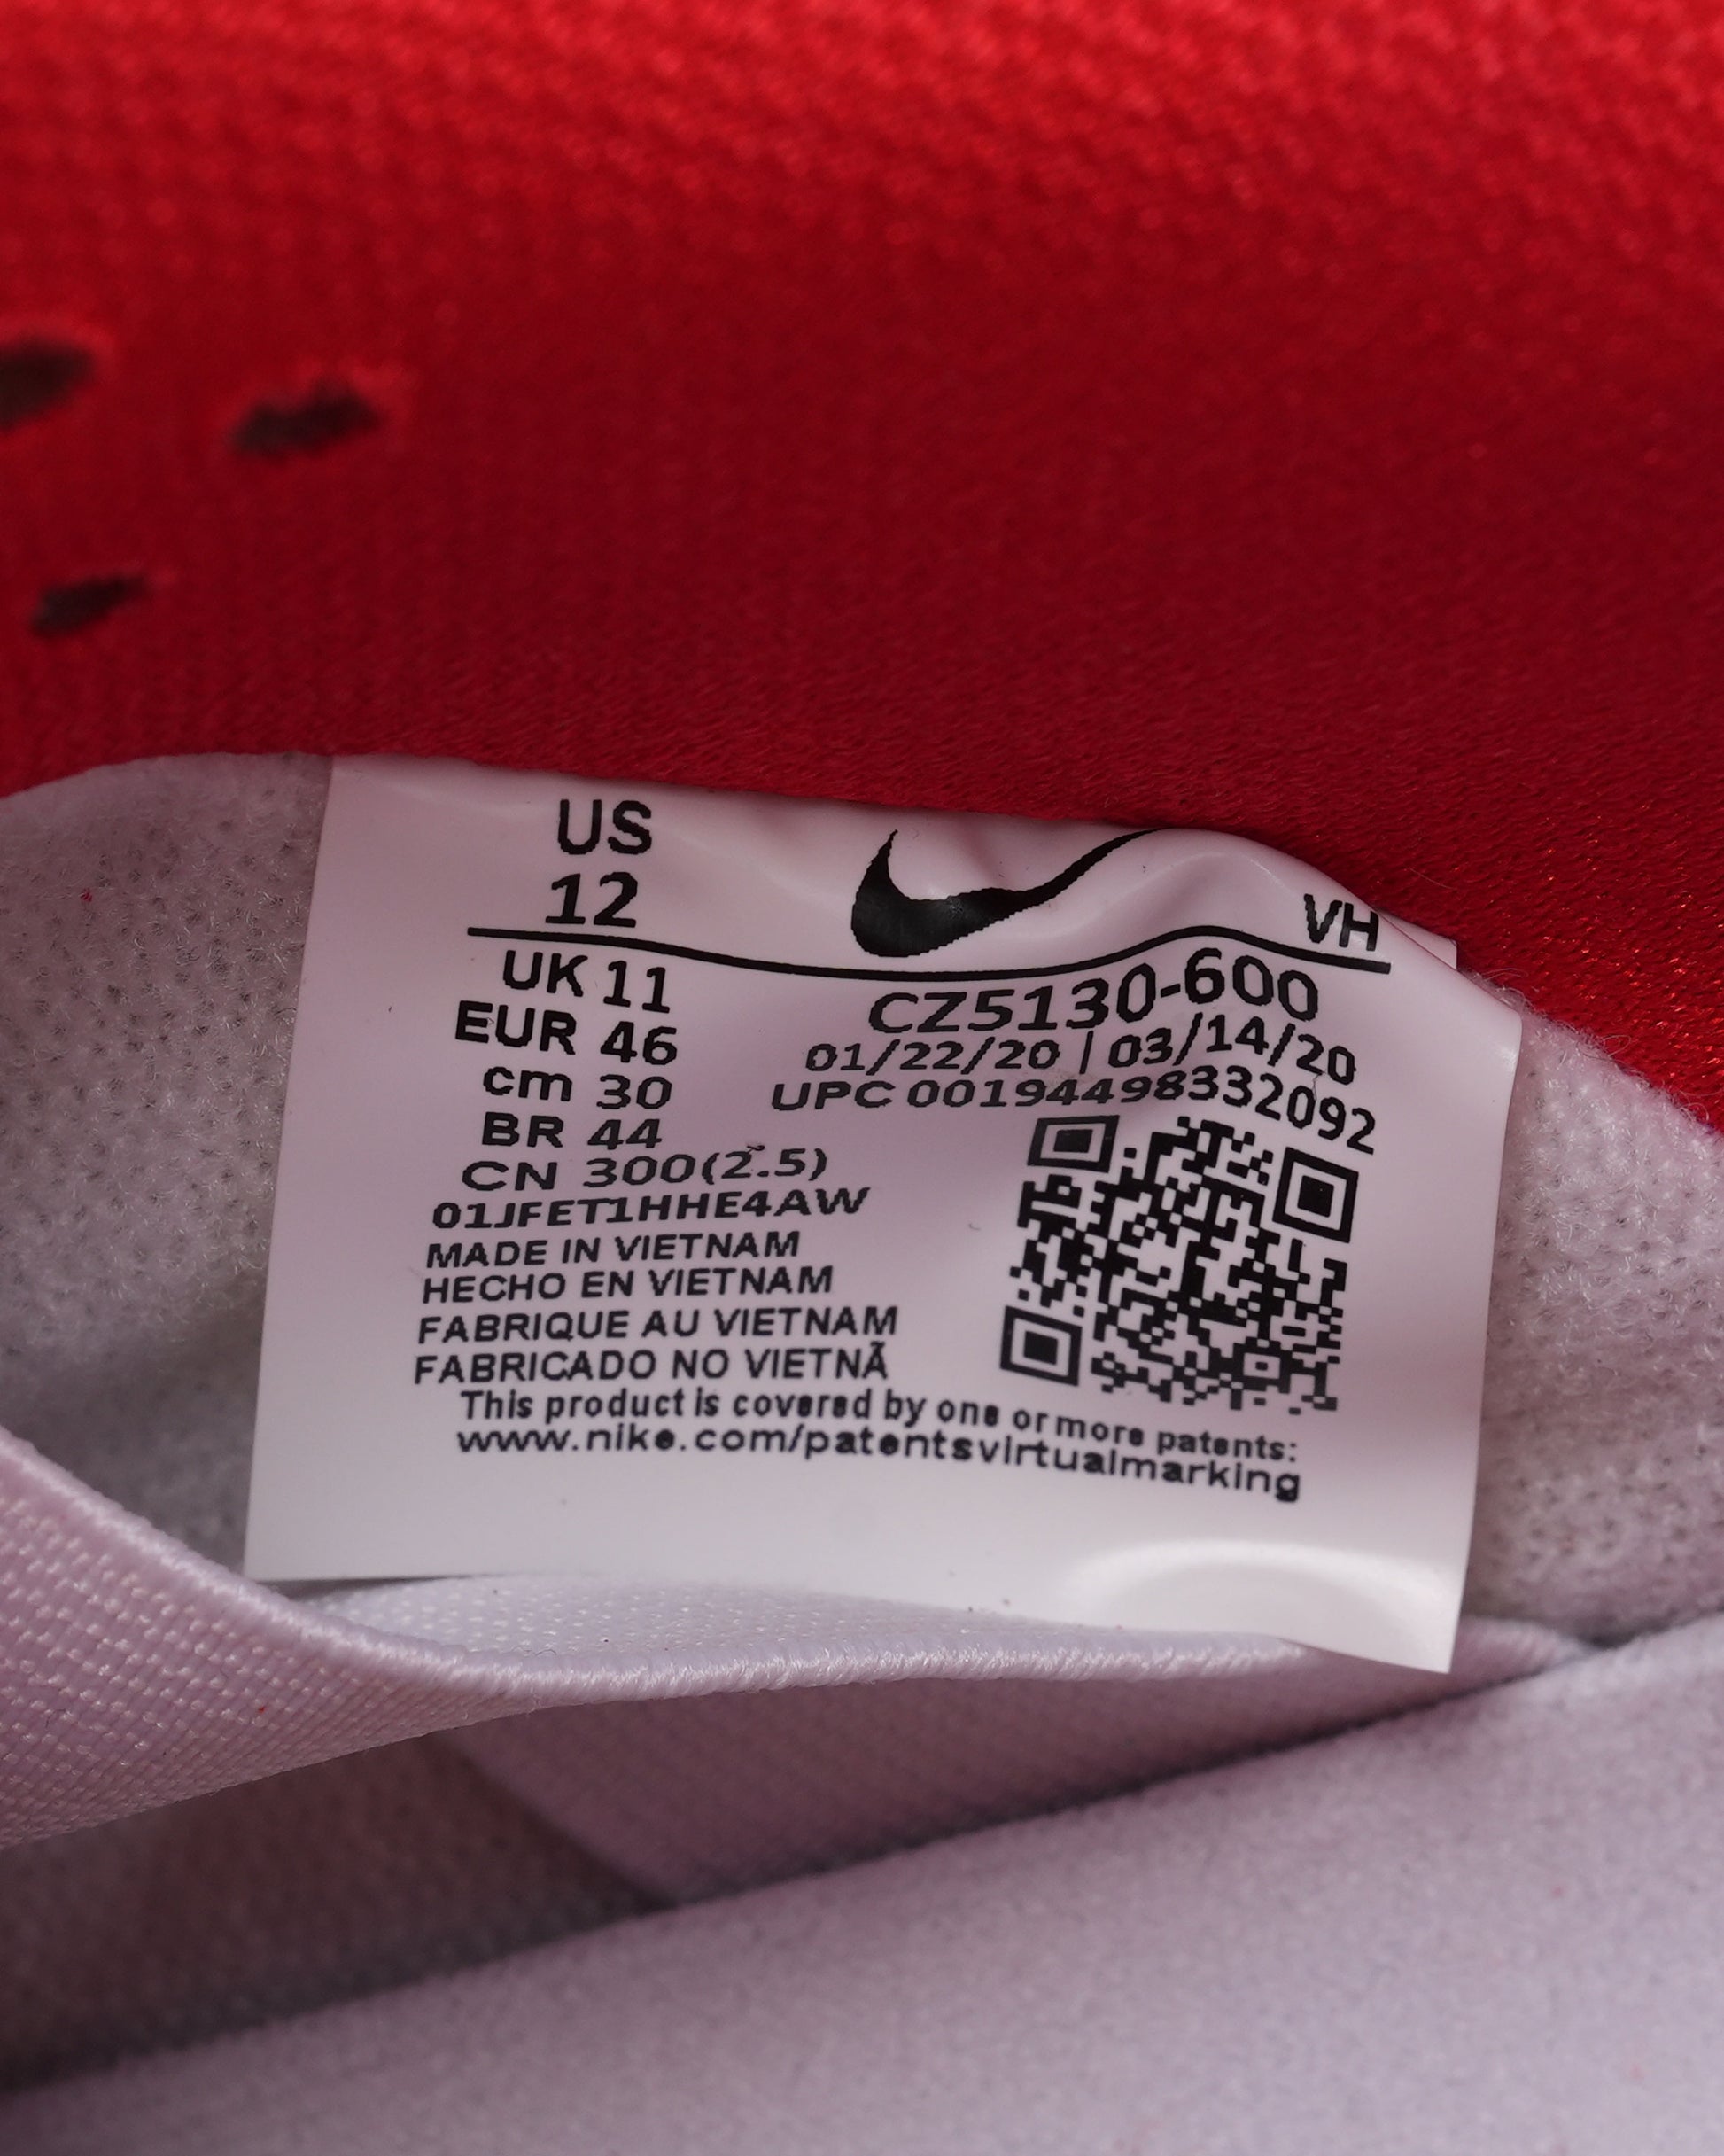 US
12
VH
UK 11
EUR 46
cm 30
BR 44
CN 300(2.5)
01JFET1HHE4AW
MADE IN VIETNAM
HECHO EN VIETNAM
FABRIQUE AU VIETNAM
FABRICADO NO VIETNÃ
CZ5130-600
01/22/20 | 03/14/20
UPC 00194498332092
This product is covered by one or more patents:
www.nike.com/patentsvirtualmarking